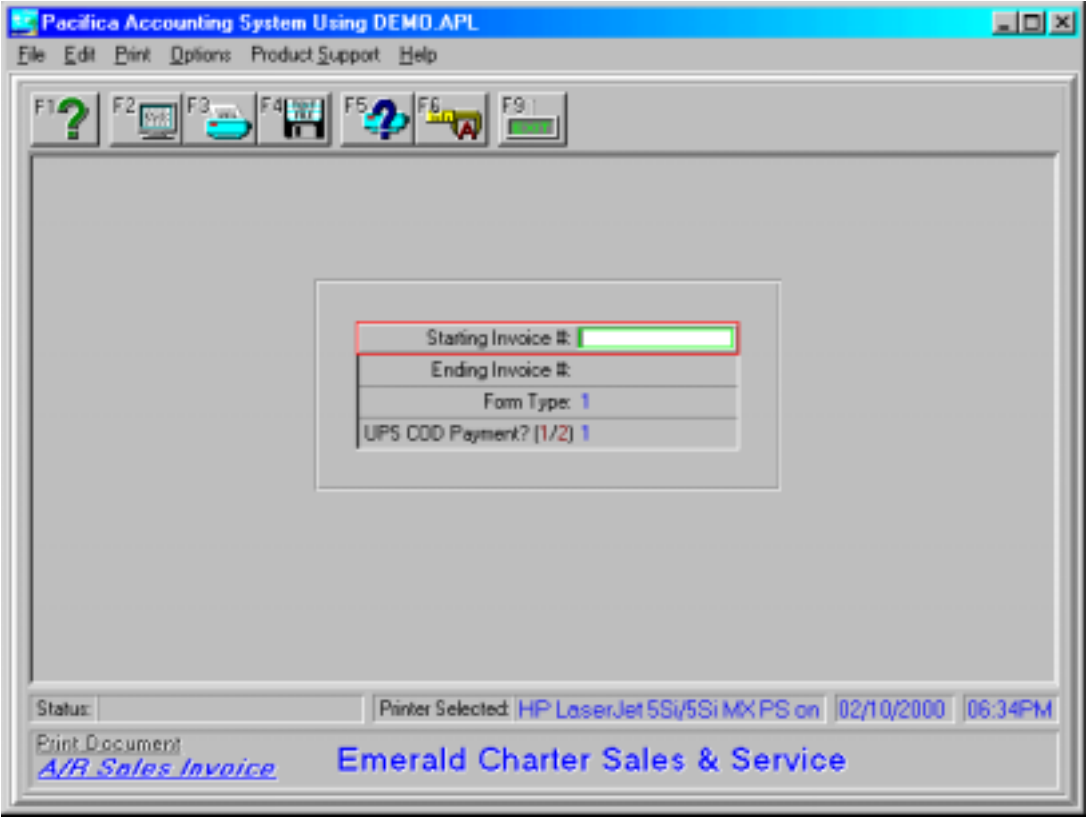 Pacifica Accounting System Using DEMO.APL
File Edit Print Options Product Support Help
F1 F2 F3 F4 F5 F6 F9
EXIT
Starting Invoice #:
Ending Invoice #:
Form Type: 1
UPS COD Payment? (1/2) 1
Status: Printer Selected: HP LaserJet 5Si/5Si MX PS on 02/10/2000 06:34PM
Print Document
A/R Sales Invoice Emerald Charter Sales & Service